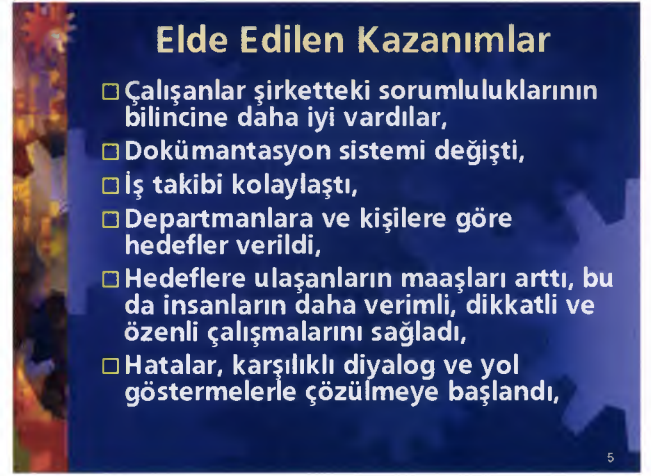 Elde Edilen Kazanımlar
Çalışanlar şirketteki sorumluluklarının
bilincine daha iyi vardılar,
Dokümantasyon sistemi değişti,
İş takibi kolaylaştı,
Departmanlara ve kişilere göre
hedefler verildi,
Hedeflere ulaşanların maaşları arttı, bu
da insanların daha verimli, dikkatli ve
özenli çalışmalarını sağladı,
Hatalar, karşılıklı diyalog ve yol
göstermelerle çözülmeye başlandı,
5